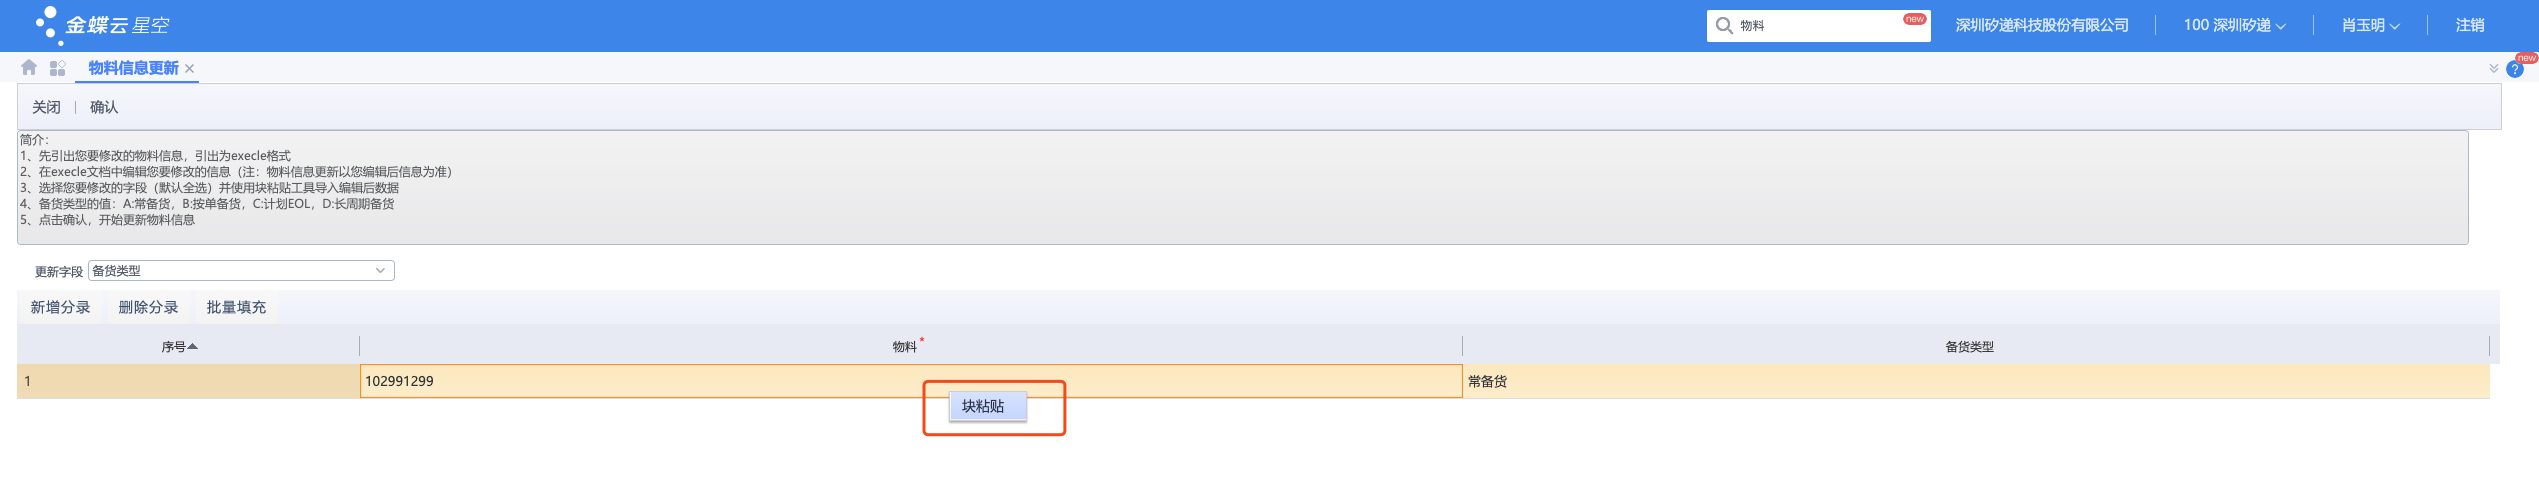 金蝶云 星空
物料
new
深圳矽递科技股份有限公司
100 深圳矽递
肖玉明
注销
物料信息更新
new
?
关闭
确认
简介:
1、先引出您要修改的物料信息，引出为execle格式
2、在execle文档中编辑您要修改的信息（注：物料信息更新以您编辑后信息为准）
3、选择您要修改的字段（默认全选）并使用块粘贴工具导入编辑后数据
4、备货类型的值：A:常备货，B:按单备货，C:计划EOL，D:长周期备货
5、点击确认，开始更新物料信息
更新字段 备货类型
新增分录 删除分录 批量填充
序号 物料* 备货类型
1 102991299 常备货
块粘贴